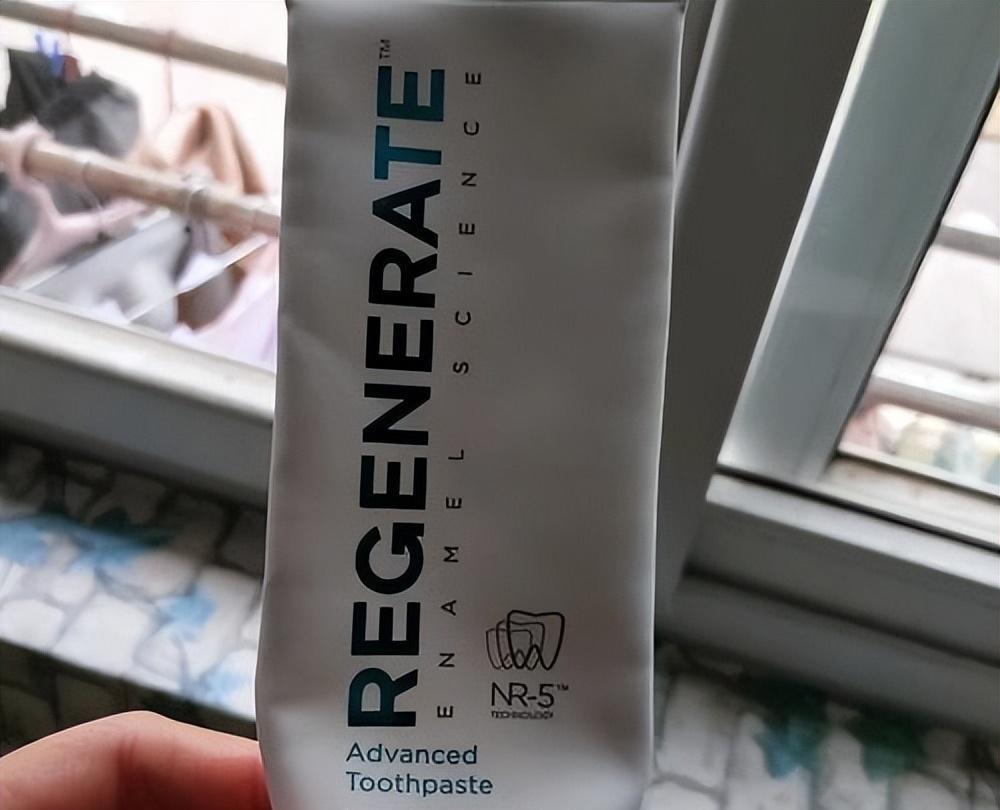 REGENERATE™
ENAMEL SCIENCE
NR-5™
TECHNOLOGY
Advanced
Toothpaste